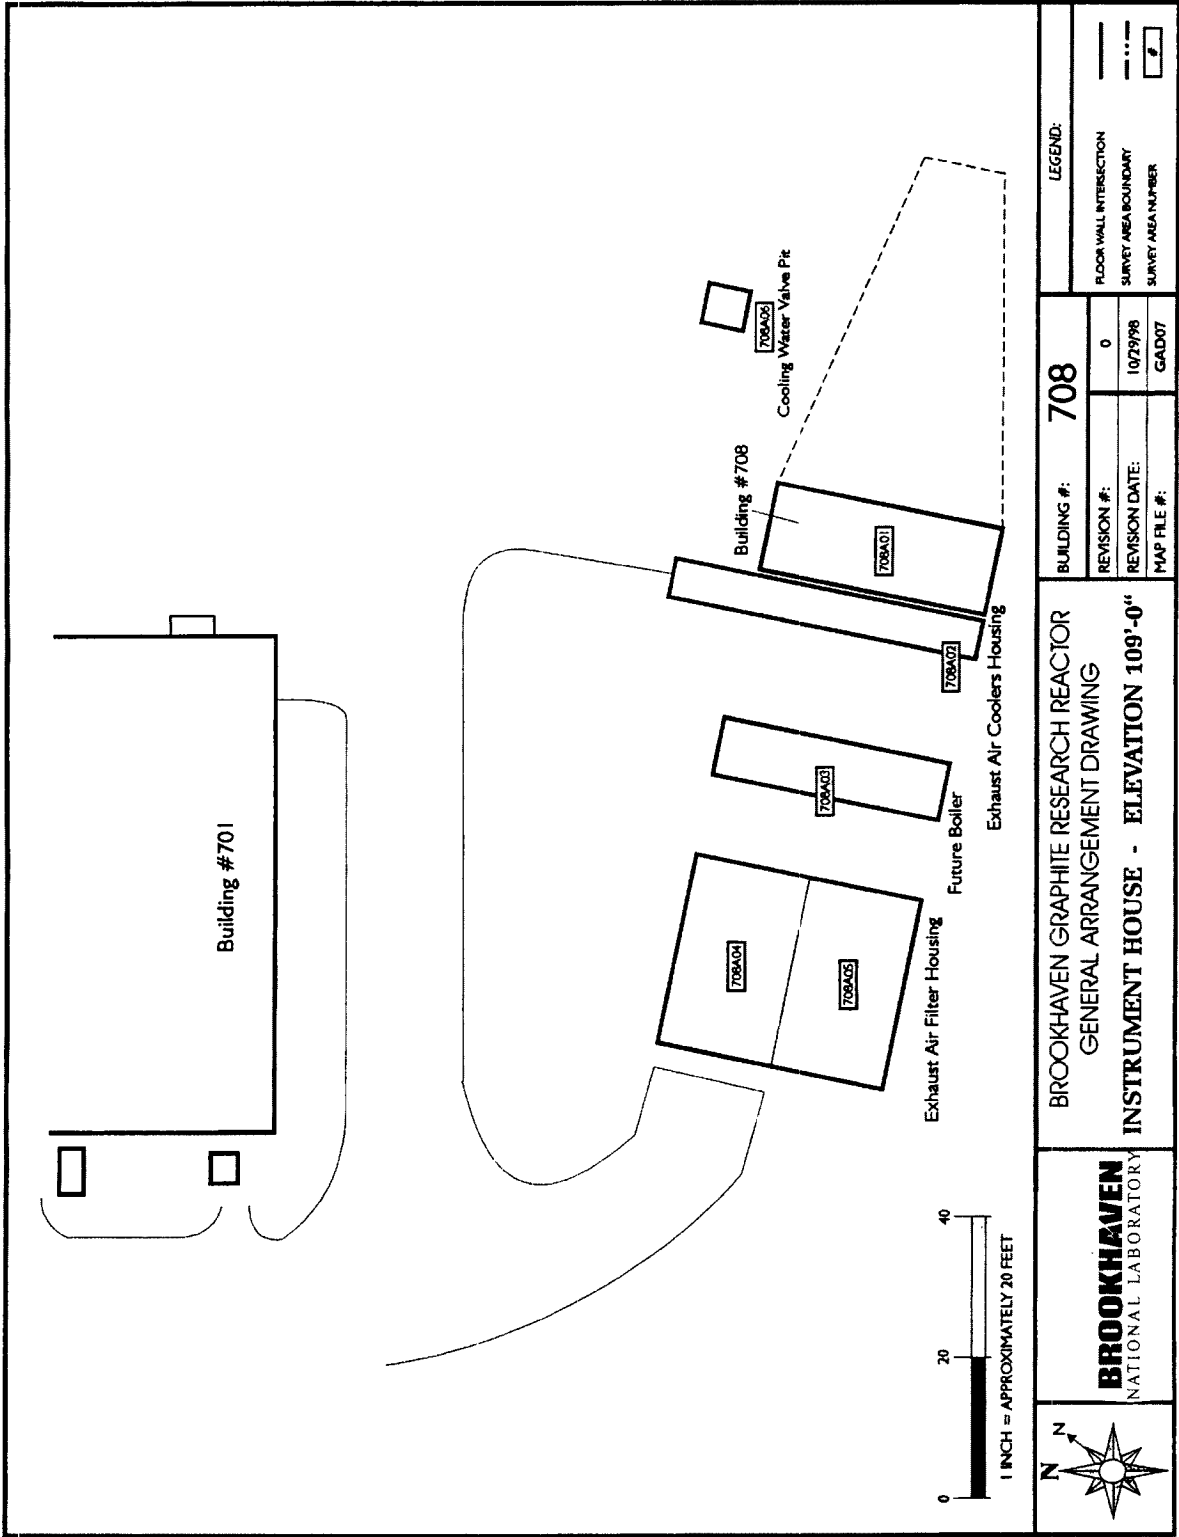 Building #701
Building #708
708A06
Cooling Water Valve Pit
708A01
708A02
Exhaust Air Coolers Housing
708A03
Future Boiler
708A04
708A05
Exhaust Air Filter Housing
0 20 40
1 INCH = APPROXIMATELY 20 FEET
N
N
BROOKHAVEN
NATIONAL LABORATORY
BROOKHAVEN GRAPHITE RESEARCH REACTOR
GENERAL ARRANGEMENT DRAWING
INSTRUMENT HOUSE - ELEVATION 109'-0"
BUILDING #: 708
REVISION #: 0
REVISION DATE: 10/29/98
MAP FILE #: GAD07
LEGEND:
FLOOR WALL INTERSECTION
SURVEY AREA BOUNDARY
SURVEY AREA NUMBER #